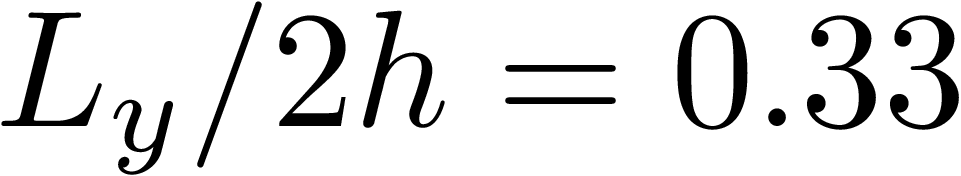 L_y/2h = 0.33